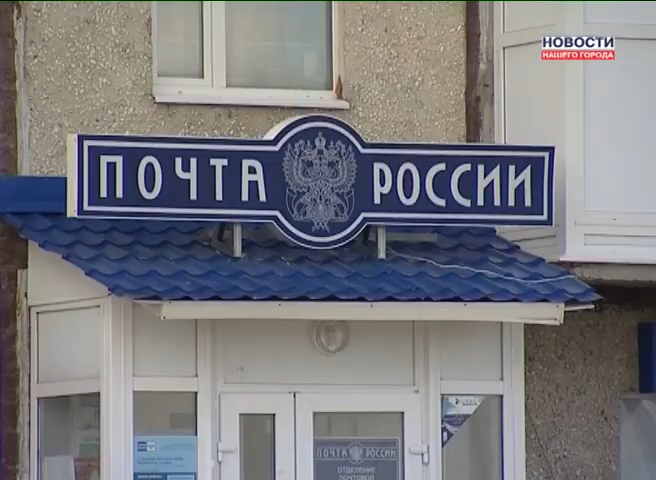 НОВОСТИ
НАШЕГО ГОРОДА
ПОЧТА РОССИИ
ПОЧТА РОССИИ
ОТДЕЛЕНИЕ
ПОЧТОВОЙ